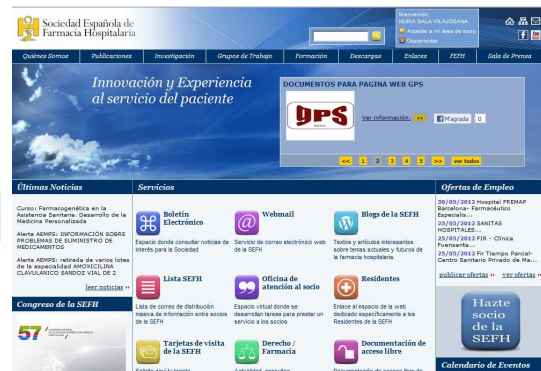 Sociedad Española de
Farmacia Hospitalaria
Bienvenido,
NURIA SALA VILAJOSANA
Acceder a mi área de socio
Desconectar
Quiénes Somos
Publicaciones
Investigación
Grupos de Trabajo
Formación
Descargas
Enlaces
FEFH
Sala de Prensa
Innovación y Experiencia
al servicio del paciente
DOCUMENTOS PARA PAGINA WEB GPS
gps
Ver información. >>
M'agrada 0
<< 1 2 3 4 5 >> ver todos
Últimas Noticias
Curso: Farmacogenética en la
Asistencia Sanitaria. Desarrollo de la
Medicina Personalizada
Alerta AEMPS: INFORMACIÓN SOBRE
PROBLEMAS DE SUMINISTRO DE
MEDICAMENTOS
Alerta AEMPS: retirada de varios lotes
de la especialidad AMOXICILINA
CLAVULANICO SANDOZ VIAL DE 2
leer noticias »
Congreso de la SEFH
57
Servicios
Boletín
Electrónico
Espacio donde consultar noticias de
interés para la Sociedad
Webmail
Servicio de correo electrónico web
de la SEFH
Blogs de la SEFH
Textos y artículos interesantes
sobre temas actuales y futuros de
la farmacia hospitalaria.
Lista SEFH
Lista de correo de distribución
masiva de información entre socios
de la SEFH
Oficina de
atención al socio
Espacio virtual donde se
desarrollan tareas para prestar un
servicio a los socios
Residentes
Enlace al espacio de la web
dedicado específicamente a los
Residentes de la SEFH
Tarjetas de visita
de la SEFH
Derecho /
Farmacia
Documentación de
acceso libre
Ofertas de Empleo
30/05/2012 Hospital FREMAP
Barcelona- Farmacéutico
Especialis...
25/05/2012 SANITAS
HOSPITALES...
25/05/2012 FIR - Clínica
Fuensanta...
25/05/2012 Fir Tiempo Parcial-
Centro Sanitario Privado de Ma...
publicar ofertas » ver ofertas »
Hazte
socio
de la
SEFH
Calendario de Eventos